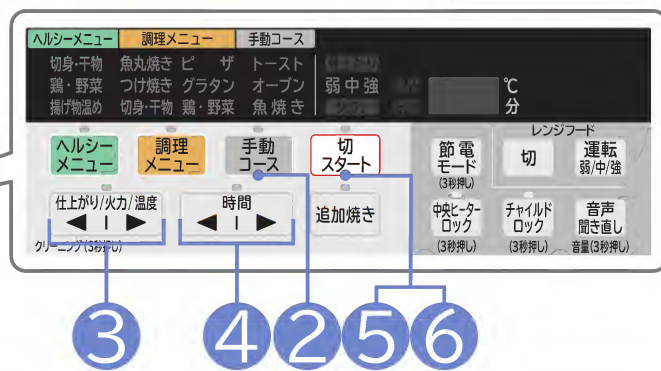 ヘルシーメニュー 調理メニュー 手動コース
切身・干物 魚丸焼き ピザ トースト
鶏・野菜 つけ焼き グラタン オーブン 弱中強
揚げ物温め 切身・干物 鶏・野菜 魚焼き
℃
分
ヘルシー
メニュー
調理
メニュー
手動
コース
切
スタート
節電
モード
(3秒押し)
レンジフード
切
運転
弱/中/強
仕上がり/火力/温度
◀ | ▶
時間
◀ | ▶
追加焼き
中央ヒーター
ロック
(3秒押し)
チャイルド
ロック
(3秒押し)
音声
聞き直し
音量(3秒押し)
クリーニング(3秒押し)
3 4 2 5 6